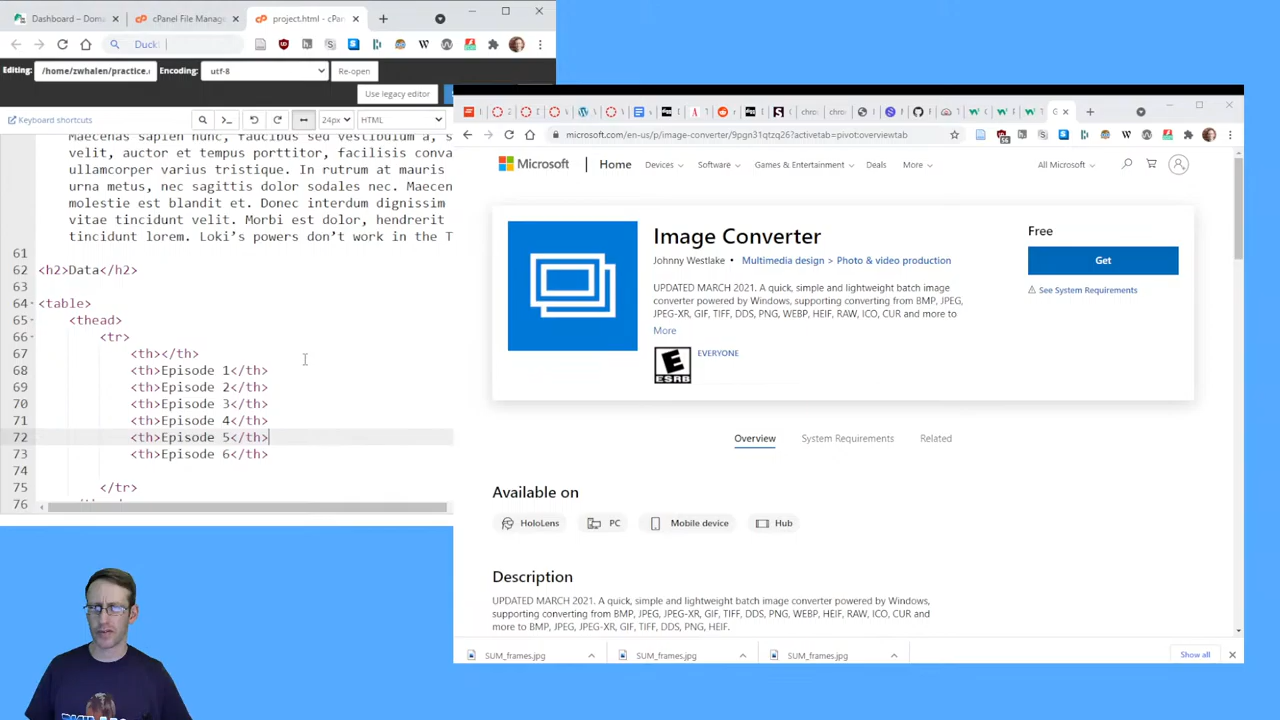 Dashboard – Doma
cPanel File Manage
project.html - cPan
Duck!
Editing:
/home/zwhalen/practice.
Encoding:
utf-8
Re-open
Use legacy editor
Keyboard shortcuts
24px
HTML
Maecenas sapien nunc, faucibus sed vestibulum a, s
velit, auctor et tempus porttitor, facilisis conva
ullamcorper varius tristique. In rutrum at mauris
urna metus, nec sagittis dolor sodales nec. Maecen
molestie est blandit et. Donec interdum dignissim
vitae tincidunt velit. Morbi est dolor, hendrerit
tincidunt lorem. Loki’s powers don’t work in the T
61
62 <h2>Data</h2>
63
64 <table>
65 <thead>
66 <tr>
67 <th></th>
68 <th>Episode 1</th>
69 <th>Episode 2</th>
70 <th>Episode 3</th>
71 <th>Episode 4</th>
72 <th>Episode 5</th>
73 <th>Episode 6</th>
74
75 </tr>
76
microsoft.com/en-us/p/image-converter/9pgn31qtzq26?activetab=pivot:overviewtab
56
Microsoft
Home
Devices
Software
Games & Entertainment
Deals
More
All Microsoft
Image Converter
Johnny Westlake • Multimedia design > Photo & video production
UPDATED MARCH 2021. A quick, simple and lightweight batch image
converter powered by Windows, supporting converting from BMP, JPEG,
JPEG-XR, GIF, TIFF, DDS, PNG, WEBP, HEIF, RAW, ICO, CUR and more to
More
E
ESRB
EVERYONE
Free
Get
See System Requirements
Overview
System Requirements
Related
Available on
HoloLens
PC
Mobile device
Hub
Description
UPDATED MARCH 2021. A quick, simple and lightweight batch image converter powered by Windows,
supporting converting from BMP, JPEG, JPEG-XR, GIF, TIFF, DDS, PNG, WEBP, HEIF, RAW, ICO, CUR and
more to BMP, JPEG, JPEG-XR, GIF, TIFF, DDS, PNG, HEIF.
SUM_frames.jpg
SUM_frames.jpg
SUM_frames.jpg
Show all